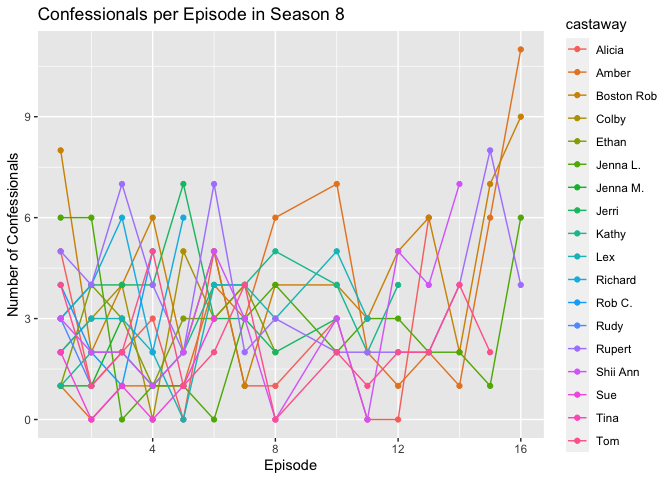 Confessionals per Episode in Season 8
castaway
Alicia
Amber
Boston Rob
Colby
Ethan
Jenna L.
Jenna M.
Jerri
Kathy
Lex
Richard
Rob C.
Rudy
Rupert
Shii Ann
Sue
Tina
Tom
Number of Confessionals
9
6
3
0
4
8
12
16
Episode